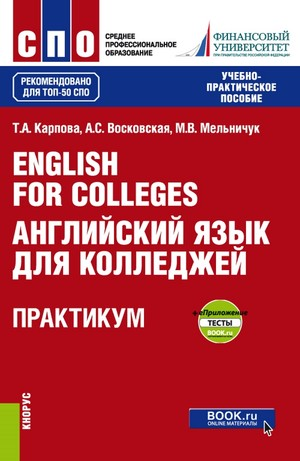 СПО
СРЕДНЕЕ
ПРОФЕССИОНАЛЬНОЕ
ОБРАЗОВАНИЕ
ФИНАНСОВЫЙ
УНИВЕРСИТЕТ
ПРИ ПРАВИТЕЛЬСТВЕ РОССИЙСКОЙ ФЕДЕРАЦИИ
РЕКОМЕНДОВАНО
ДЛЯ ТОП-50 СПО
УЧЕБНО-
ПРАКТИЧЕСКОЕ
ПОСОБИЕ
Т.А. Карпова, А.С. Восковская, М.В. Мельничук
ENGLISH
FOR COLLEGES
АНГЛИЙСКИЙ ЯЗЫК
ДЛЯ КОЛЛЕДЖЕЙ
ПРАКТИКУМ
+ еПриложение
ТЕСТЫ
BOOK.ru
КНОРУС
BOOK.ru
ONLINE МАТЕРИАЛЫ